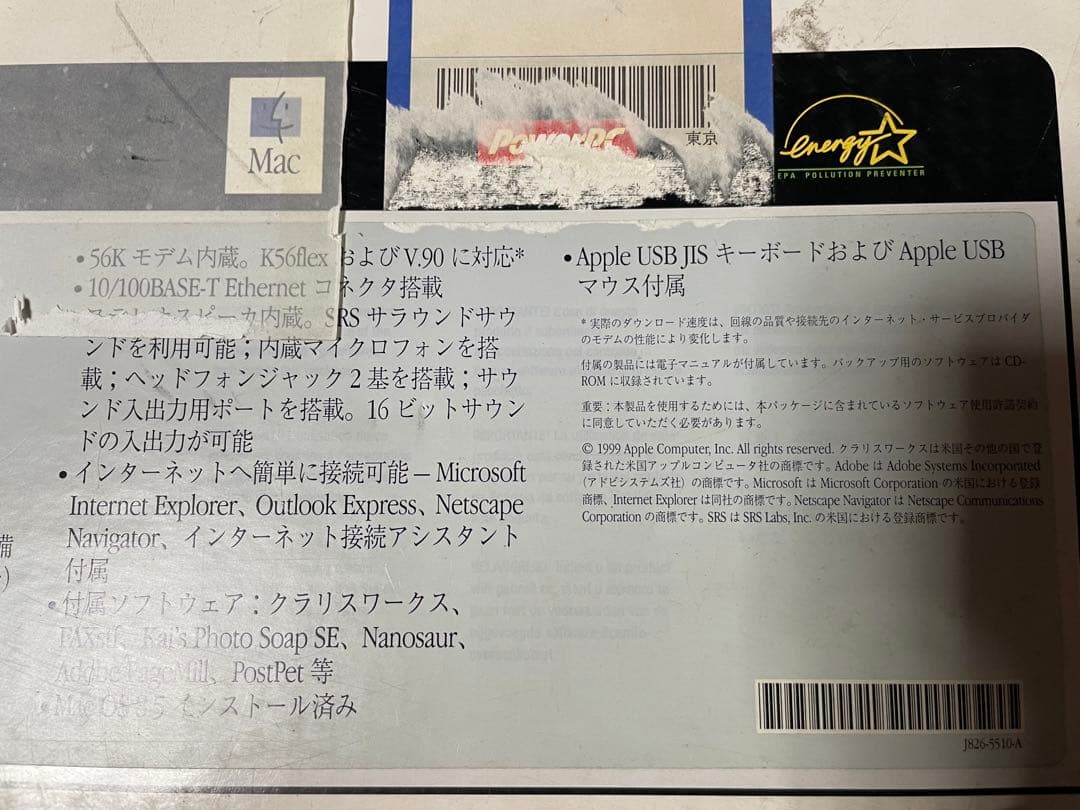 Mac
PowerPC
東京
energy
EPA POLLUTION PREVENTER
• 56K モデム内蔵。K56flex および V.90 に対応*
• 10/100BASE-T Ethernet コネクタ搭載
ステレオスピーカ内蔵。SRS サラウンドサウ
ンドを利用可能；内蔵マイクロフォンを搭
載；ヘッドフォンジャック 2 基を搭載；サウ
ンド入出力用ポートを搭載。16 ビットサウン
ドの入出力が可能
• インターネットへ簡単に接続可能 – Microsoft
Internet Explorer、Outlook Express、Netscape
Navigator、インターネット接続アシスタント
付属
• 付属ソフトウェア：クラリスワークス、
FAXstf、Kai's Photo Soap SE、Nanosaur、
Adobe PageMill、PostPet 等
• Mac OS 8.5 インストール済み
備
• Apple USB JIS キーボードおよび Apple USB
マウス付属
* 実際のダウンロード速度は、回線の品質や接続先のインターネット・サービスプロバイダ
のモデムの性能により変化します。
付属の製品には電子マニュアルが付属しています。バックアップ用のソフトウェアは CD-
ROM に収録されています。
重要：本製品を使用するためには、本パッケージに含まれているソフトウェア使用許諾契約
に同意していただく必要があります。
© 1999 Apple Computer, Inc. All rights reserved. クラリスワークスは米国その他の国で登
録された米国アップルコンピュータ社の商標です。Adobe は Adobe Systems Incorporated
(アドビシステムズ社) の商標です。Microsoft は Microsoft Corporation の米国における登録
商標、Internet Explorer は同社の商標です。Netscape Navigator は Netscape Communications
Corporation の商標です。SRS は SRS Labs, Inc. の米国における登録商標です。
J826-5510-A